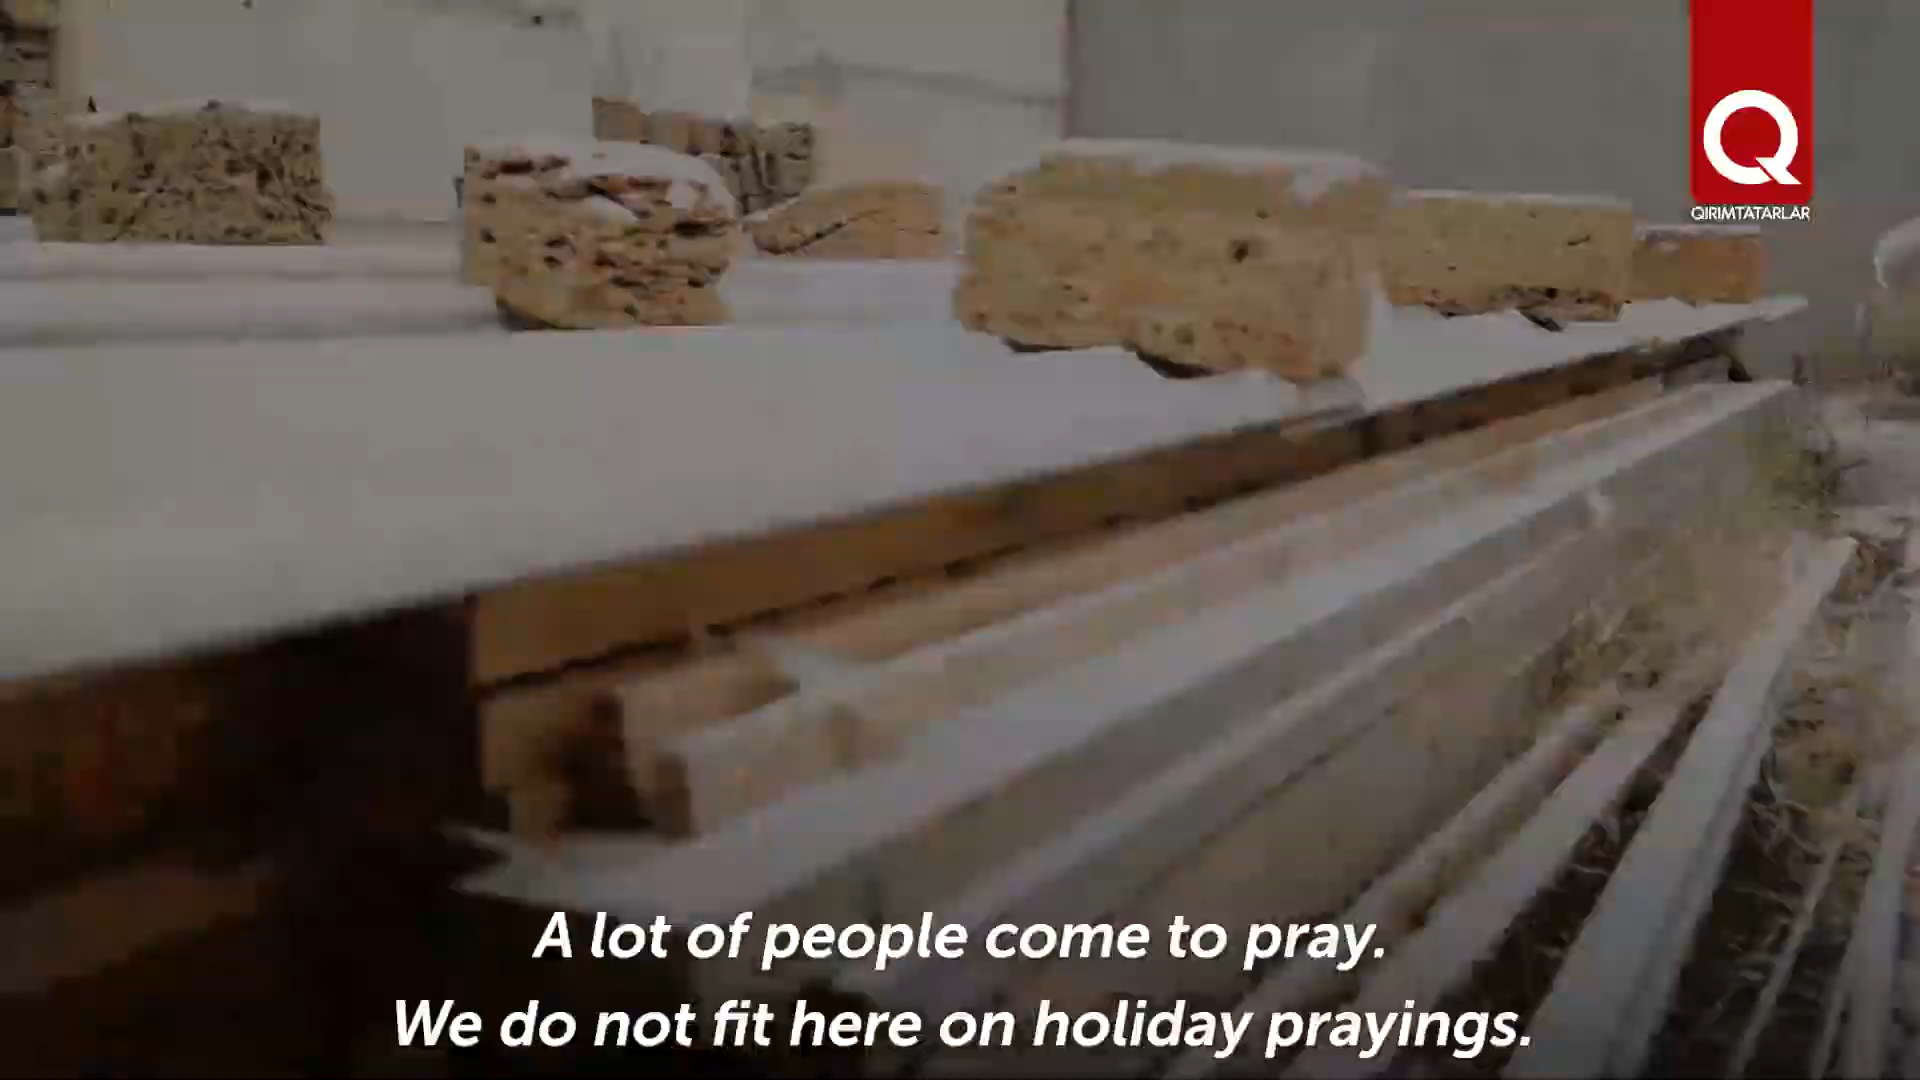 Q
QIRIMTATARLAR
A lot of people come to pray.
We do not fit here on holiday prayings.